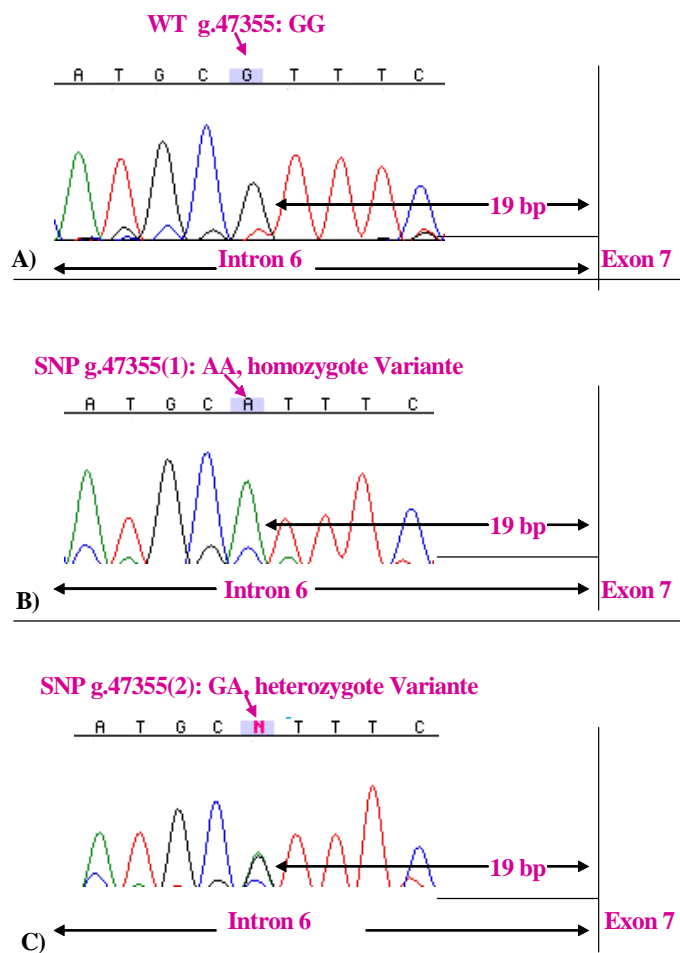 WT g.47355: GG
A T G C G T T T C
19 bp
A)
Intron 6
Exon 7
SNP g.47355(1): AA, homozygote Variante
A T G C A T T T C
19 bp
B)
Intron 6
Exon 7
SNP g.47355(2): GA, heterozygote Variante
A T G C N T T T C
19 bp
C)
Intron 6
Exon 7